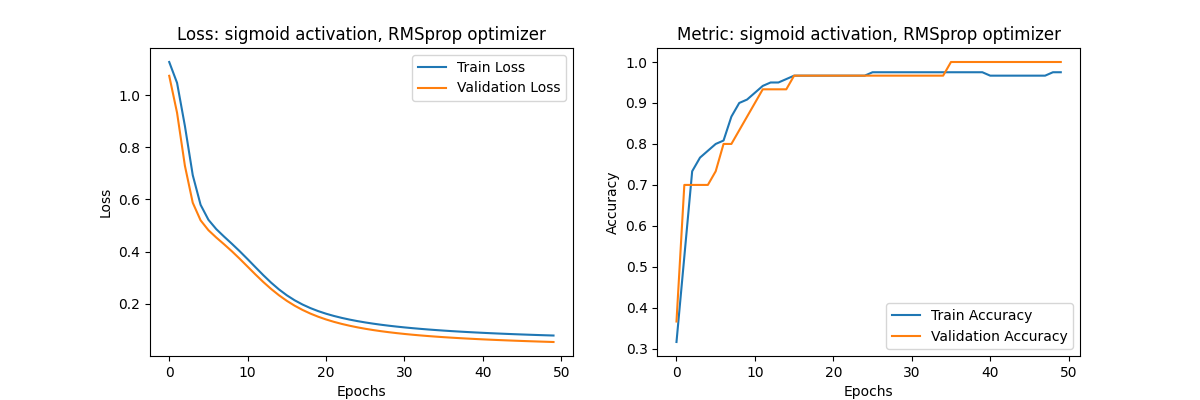 Loss: sigmoid activation, RMSprop optimizer
Train Loss
Validation Loss
1.0
0.8
0.6
0.4
0.2
Loss
0
10
20
30
40
50
Epochs
Metric: sigmoid activation, RMSprop optimizer
1.0
0.9
0.8
0.7
0.6
0.5
0.4
0.3
Accuracy
Train Accuracy
Validation Accuracy
0
10
20
30
40
50
Epochs